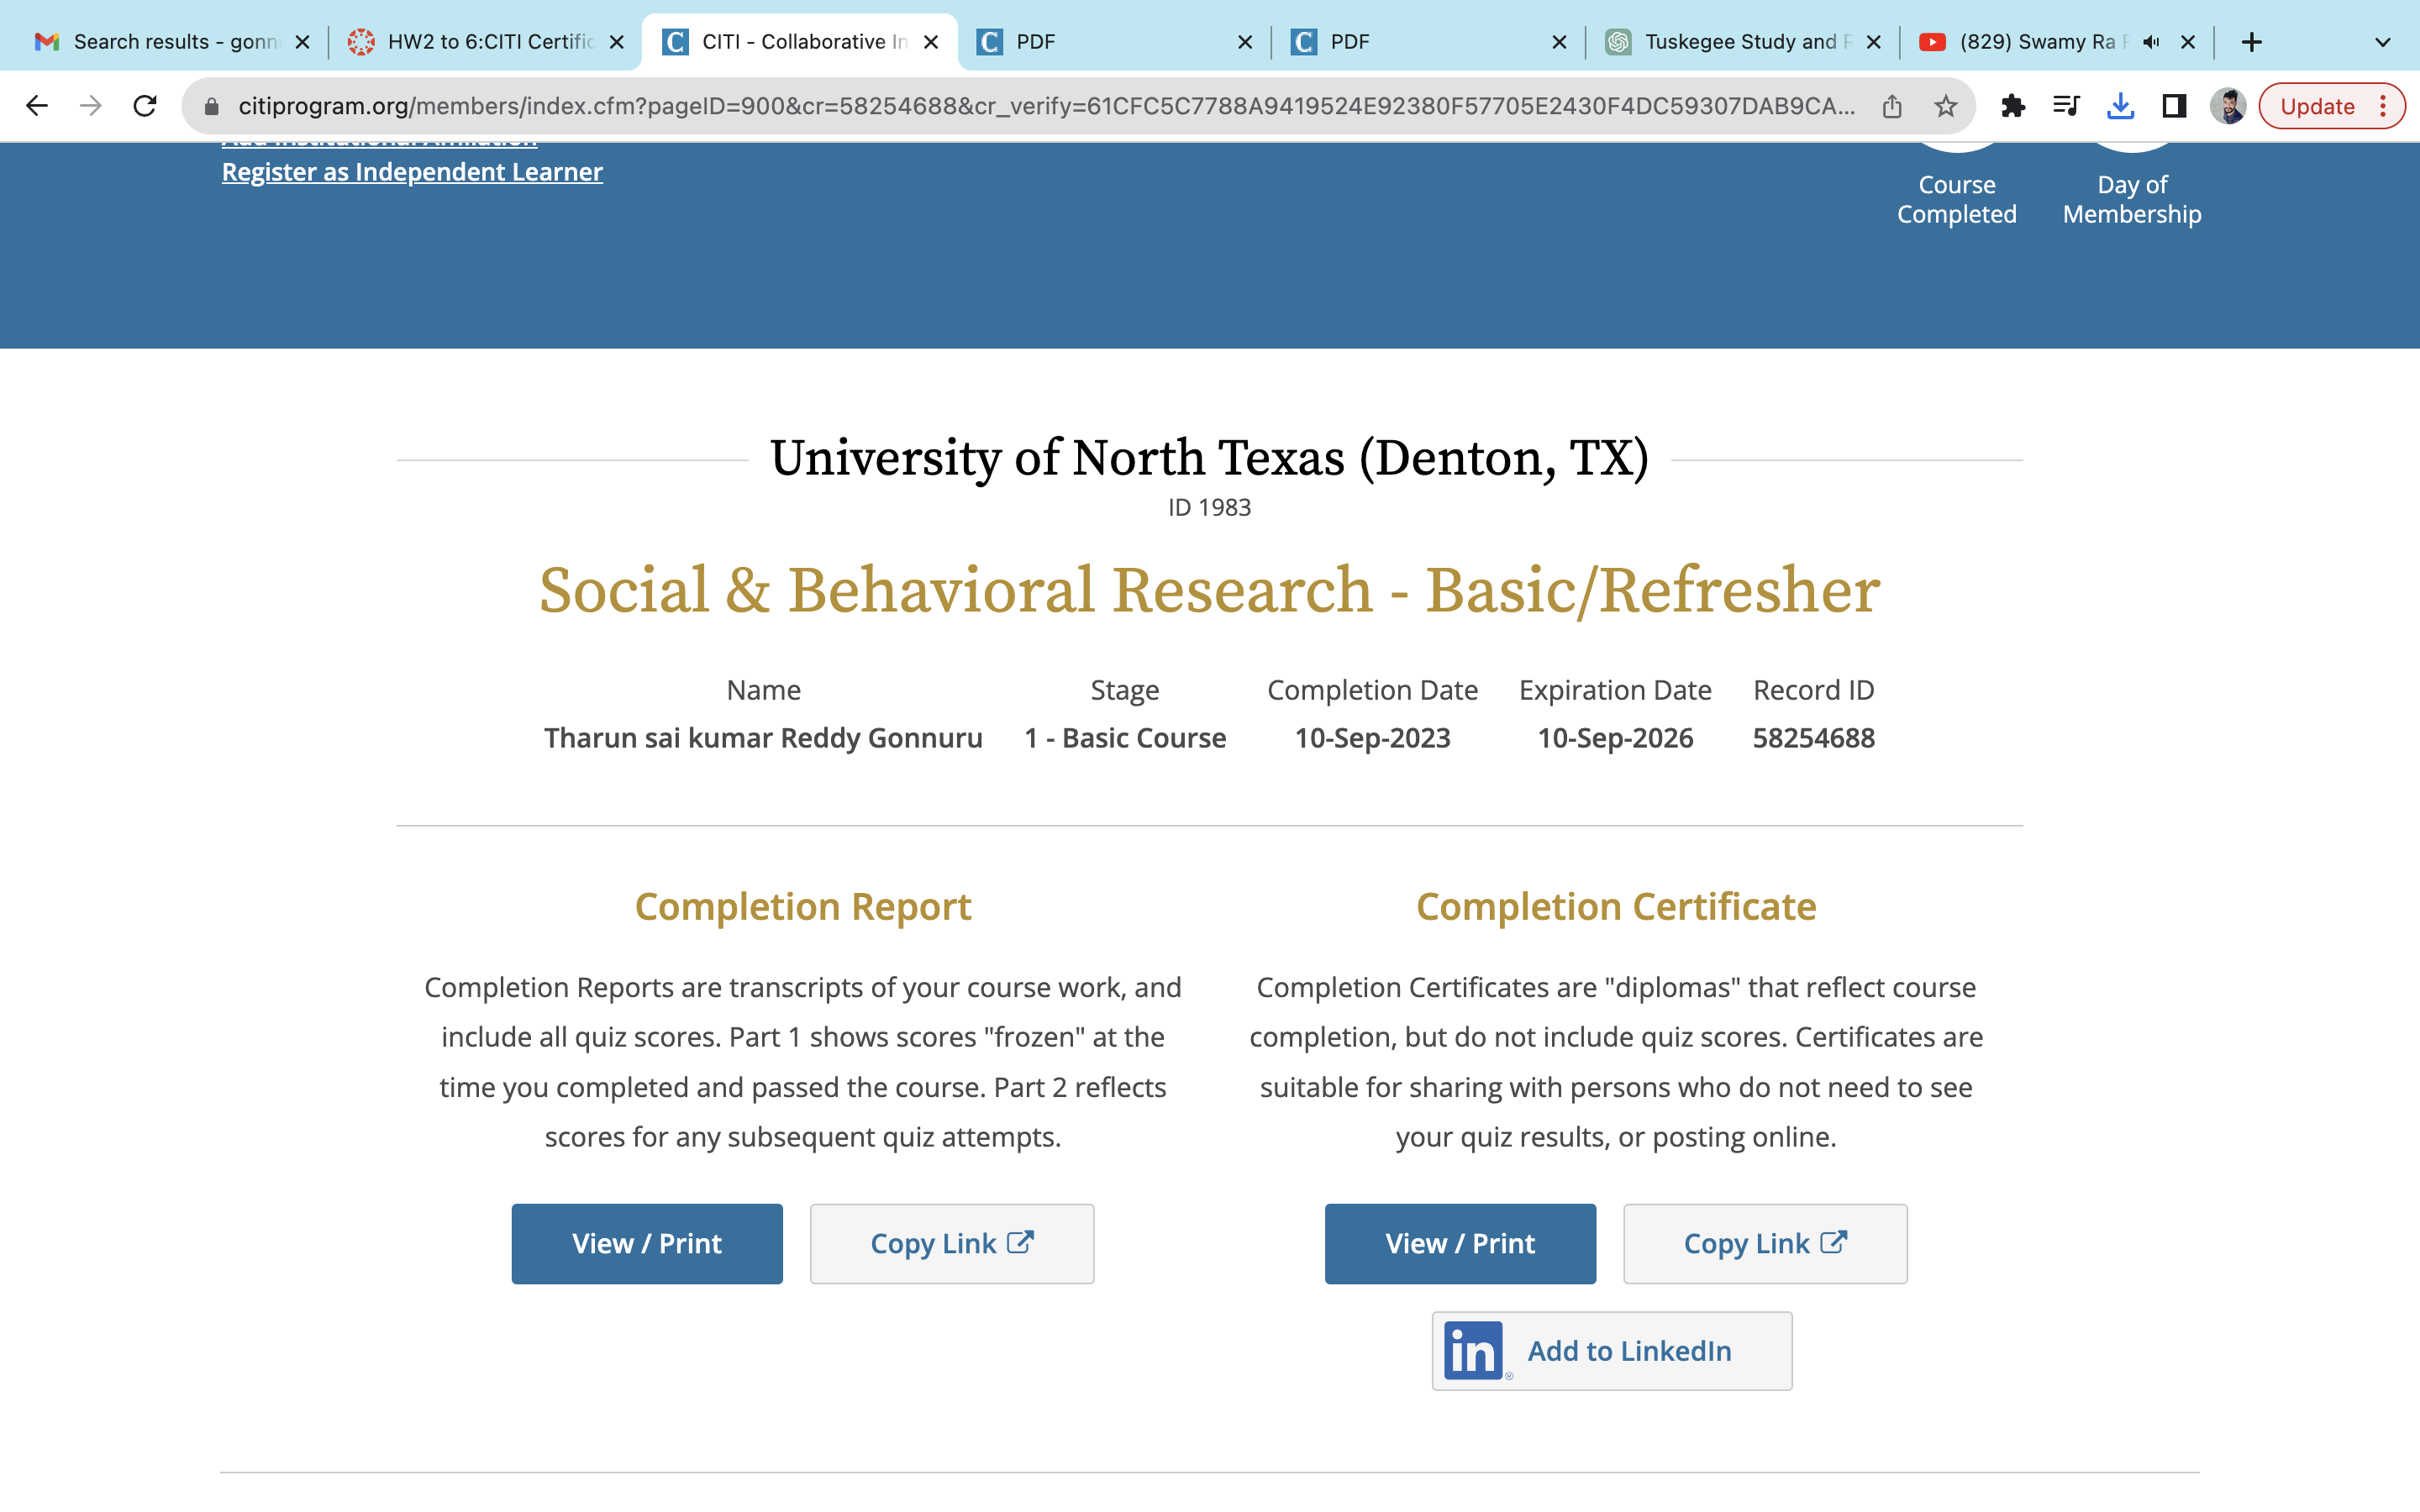 Search results - gonn
HW2 to 6:CITI Certific
CITI - Collaborative In
PDF
PDF
Tuskegee Study and R
(829) Swamy Ra R
citiprogram.org/members/index.cfm?pageID=900&cr=58254688&cr_verify=61CFC5C7788A9419524E92380F57705E2430F4DC59307DAB9CA...
Update
Add Institutional Affiliation
Register as Independent Learner
Course
Completed
Day of
Membership
University of North Texas (Denton, TX)
ID 1983
Social & Behavioral Research - Basic/Refresher
Name Stage Completion Date Expiration Date Record ID
Tharun sai kumar Reddy Gonnuru 1 - Basic Course 10-Sep-2023 10-Sep-2026 58254688
Completion Report
Completion Reports are transcripts of your course work, and
include all quiz scores. Part 1 shows scores "frozen" at the
time you completed and passed the course. Part 2 reflects
scores for any subsequent quiz attempts.
View / Print
Copy Link
Completion Certificate
Completion Certificates are "diplomas" that reflect course
completion, but do not include quiz scores. Certificates are
suitable for sharing with persons who do not need to see
your quiz results, or posting online.
View / Print
Copy Link
in® Add to LinkedIn